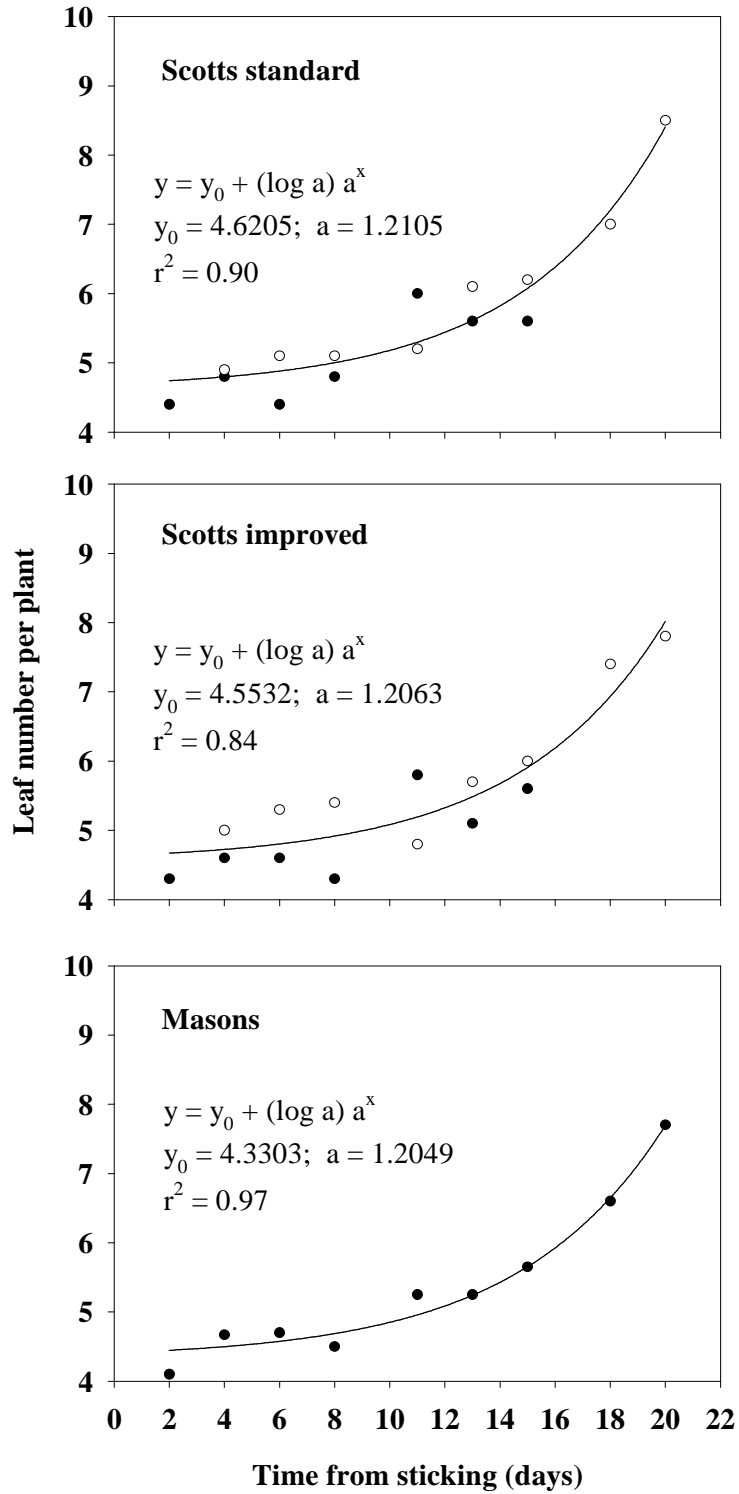 10
9
8
7
6
5
4
Scotts standard
y = y₀ + (log a) aˣ
y₀ = 4.6205; a = 1.2105
r² = 0.90
10
9
8
7
6
5
4
Scotts improved
y = y₀ + (log a) aˣ
y₀ = 4.5532; a = 1.2063
r² = 0.84
Leaf number per plant
10
9
8
7
6
5
4
Masons
y = y₀ + (log a) aˣ
y₀ = 4.3303; a = 1.2049
r² = 0.97
0 2 4 6 8 10 12 14 16 18 20 22
Time from sticking (days)